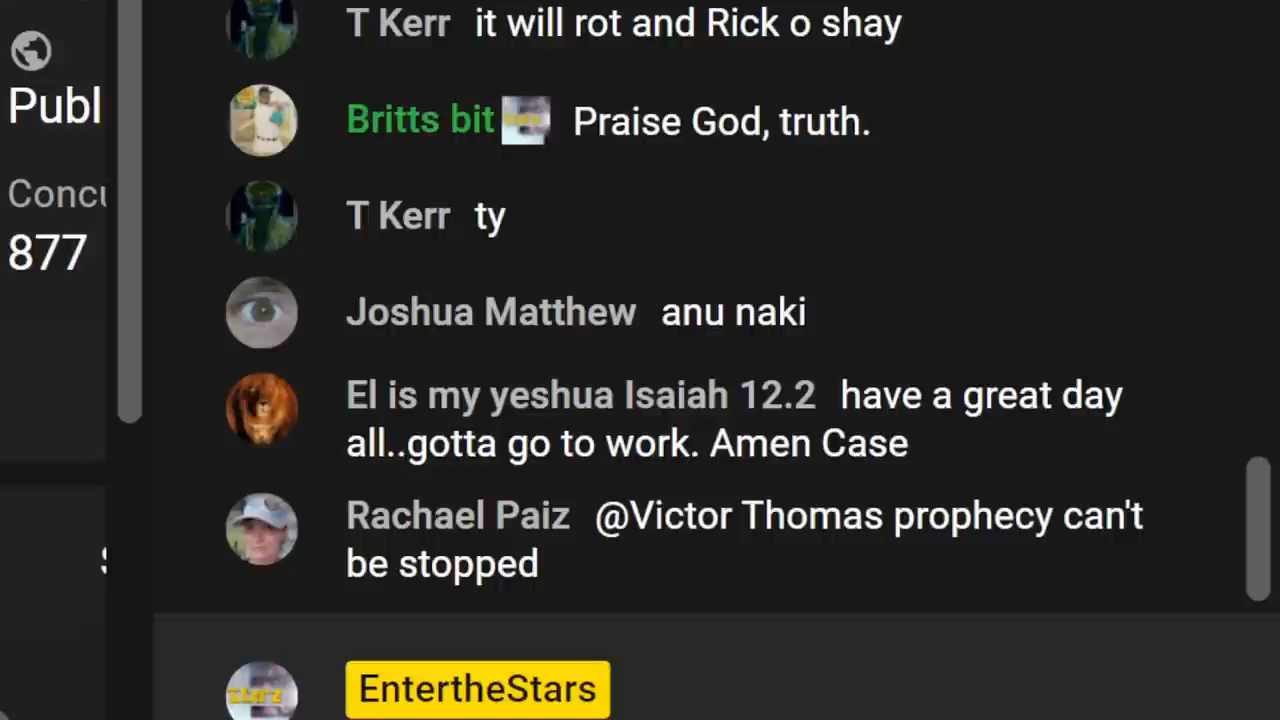 T Kerr it will rot and Rick o shay
Publ
Britts bit Praise God, truth.
Concu
T Kerr ty
877
Joshua Matthew anu naki
El is my yeshua Isaiah 12.2 have a great day
all..gotta go to work. Amen Case
Rachael Paiz @Victor Thomas prophecy can't
be stopped
EntertheStars